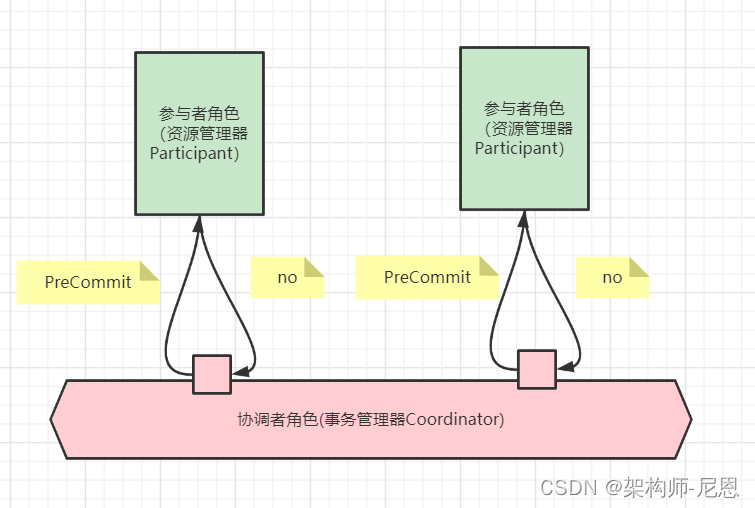 参与者角色
（资源管理器
Participant）
参与者角色
（资源管理器
Participant）
PreCommit
no
PreCommit
no
协调者角色(事务管理器Coordinator)
CSDN @架构师-尼恩